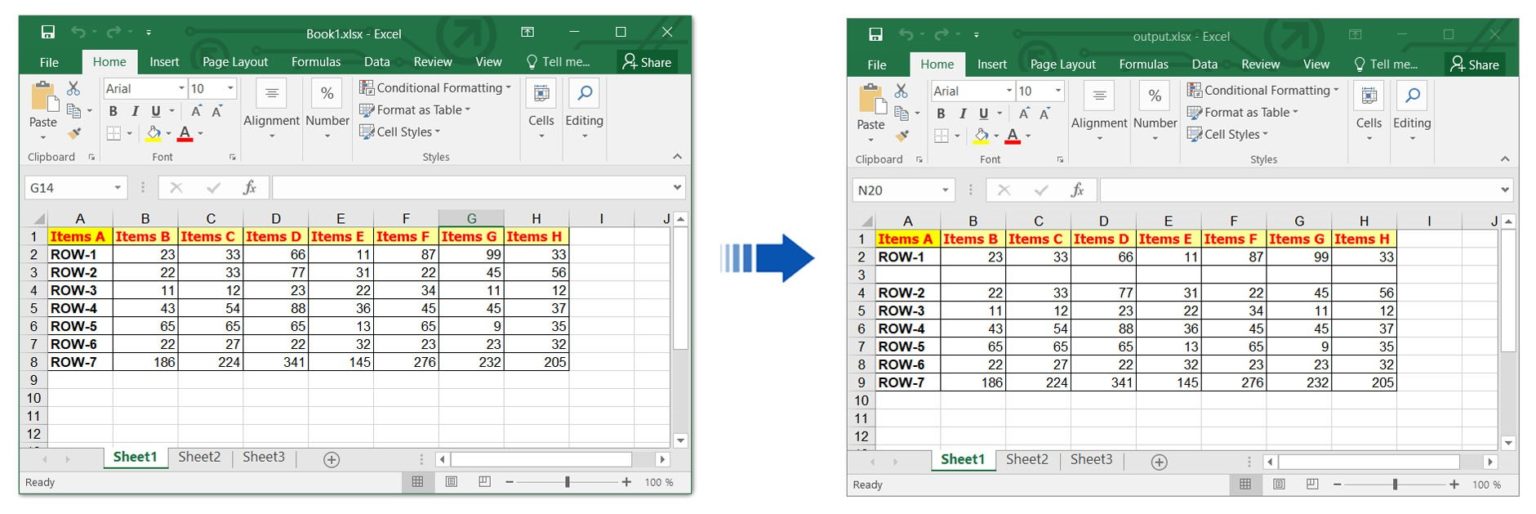 Book1.xlsx - Excel
File Home Insert Page Layout Formulas Data Review View Tell me... Share
Arial 10 Conditional Formatting
Paste B I U A A Alignment % Number Format as Table Cells Editing
A Cell Styles
Clipboard Font Styles
G14 fx
A B C D E F G H I J
1 Items A Items B Items C Items D Items E Items F Items G Items H
2 ROW-1 23 33 66 11 87 99 33
3 ROW-2 22 33 77 31 22 45 56
4 ROW-3 11 12 23 22 34 11 12
5 ROW-4 43 54 88 36 45 45 37
6 ROW-5 65 65 65 13 65 9 35
7 ROW-6 22 27 22 32 23 23 32
8 ROW-7 186 224 341 145 276 232 205
9
10
11
12
Sheet1 Sheet2 Sheet3
Ready 100 %
output.xlsx - Excel
File Home Insert Page Layout Formulas Data Review View Tell me... Share
Arial 10 Conditional Formatting
Paste B I U A A Alignment % Number Format as Table Cells Editing
A Cell Styles
Clipboard Font Styles
N20 fx
A B C D E F G H I J
1 Items A Items B Items C Items D Items E Items F Items G Items H
2 ROW-1 23 33 66 11 87 99 33
3
4 ROW-2 22 33 77 31 22 45 56
5 ROW-3 11 12 23 22 34 11 12
6 ROW-4 43 54 88 36 45 45 37
7 ROW-5 65 65 65 13 65 9 35
8 ROW-6 22 27 22 32 23 23 32
9 ROW-7 186 224 341 145 276 232 205
10
11
12
Sheet1 Sheet2 Sheet3
Ready 100 %